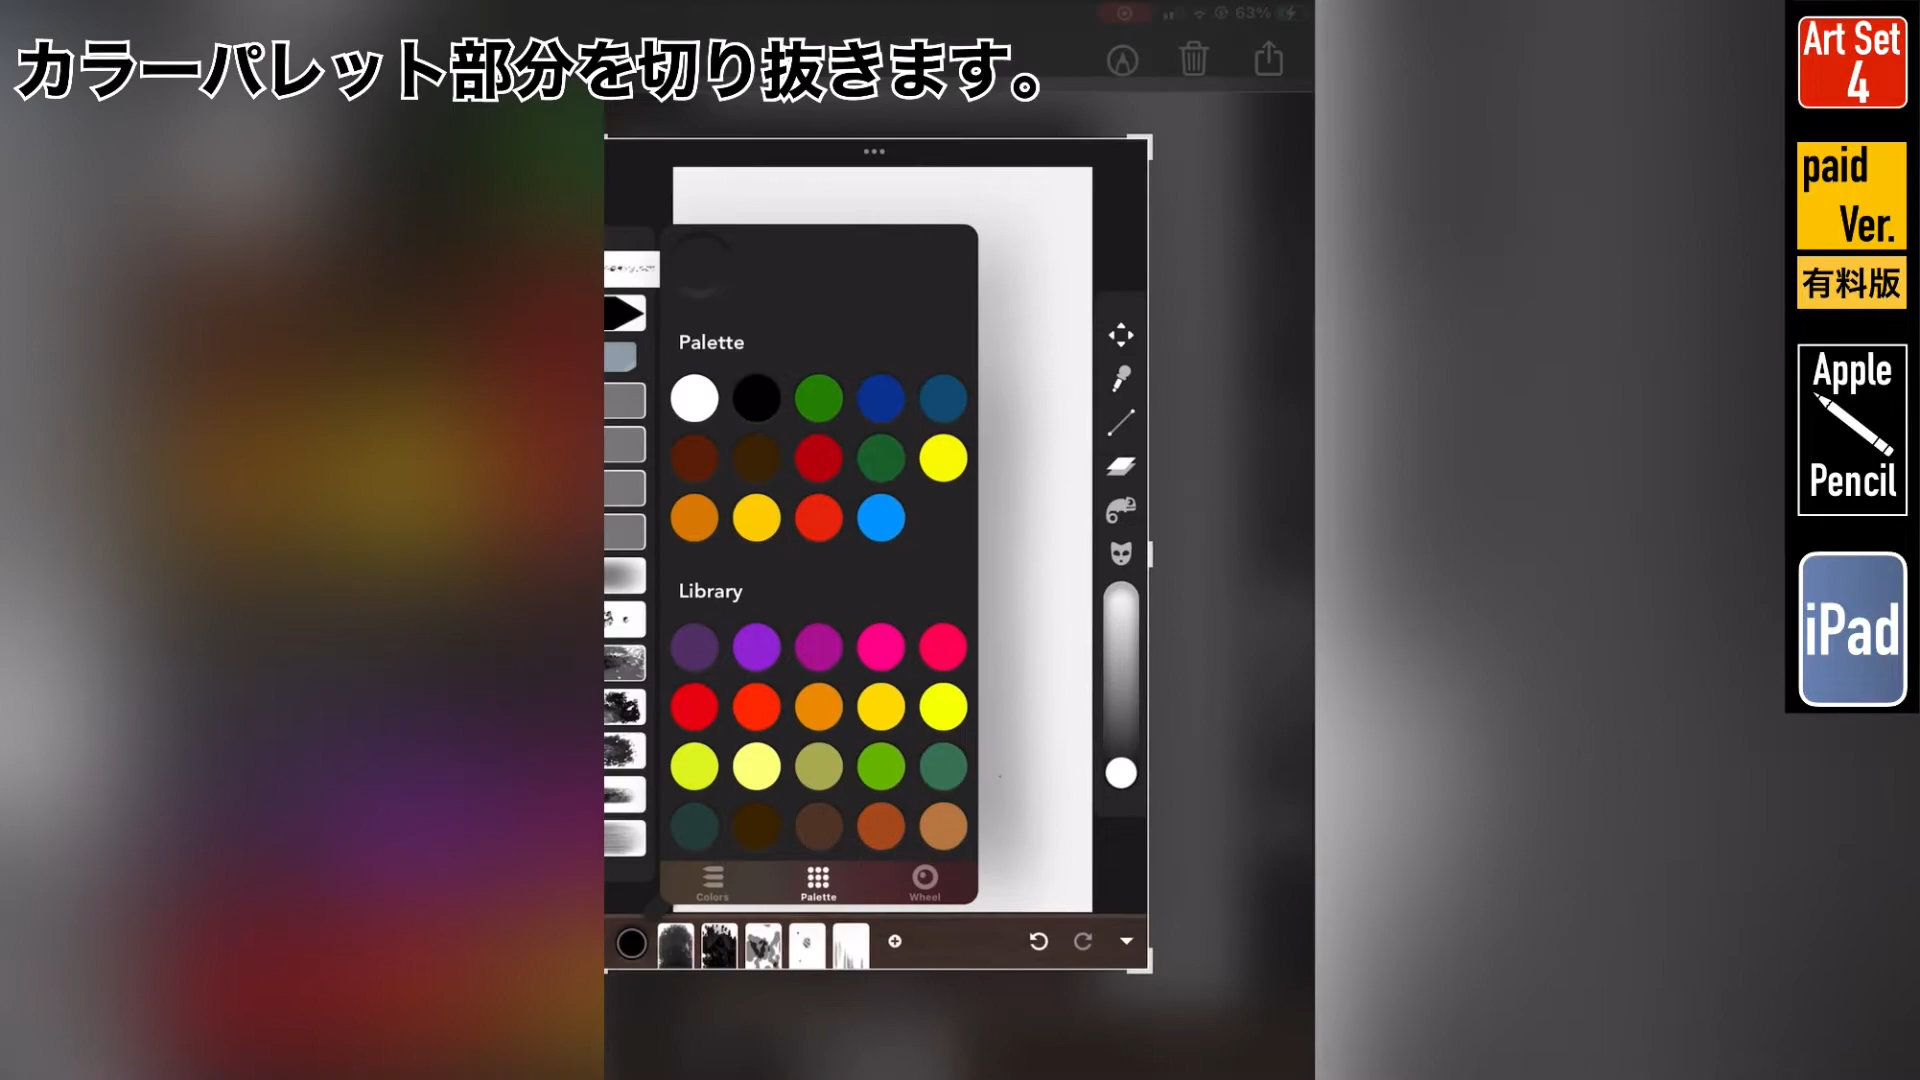 63%
カラーパレット部分を切り抜きます。
Art Set
4
paid
Ver.
有料版
Apple
Pencil
iPad
Palette
Library
Colors
Palette
Wheel